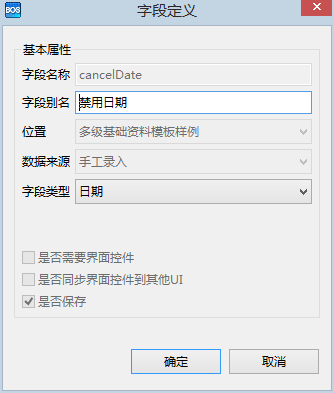 BOS 字段定义
基本属性
字段名称 cancelDate
字段别名 禁用日期
位置 多级基础资料模板样例
数据来源 手工录入
字段类型 日期
是否需要界面控件
是否同步界面控件到其他UI
是否保存
确定 取消